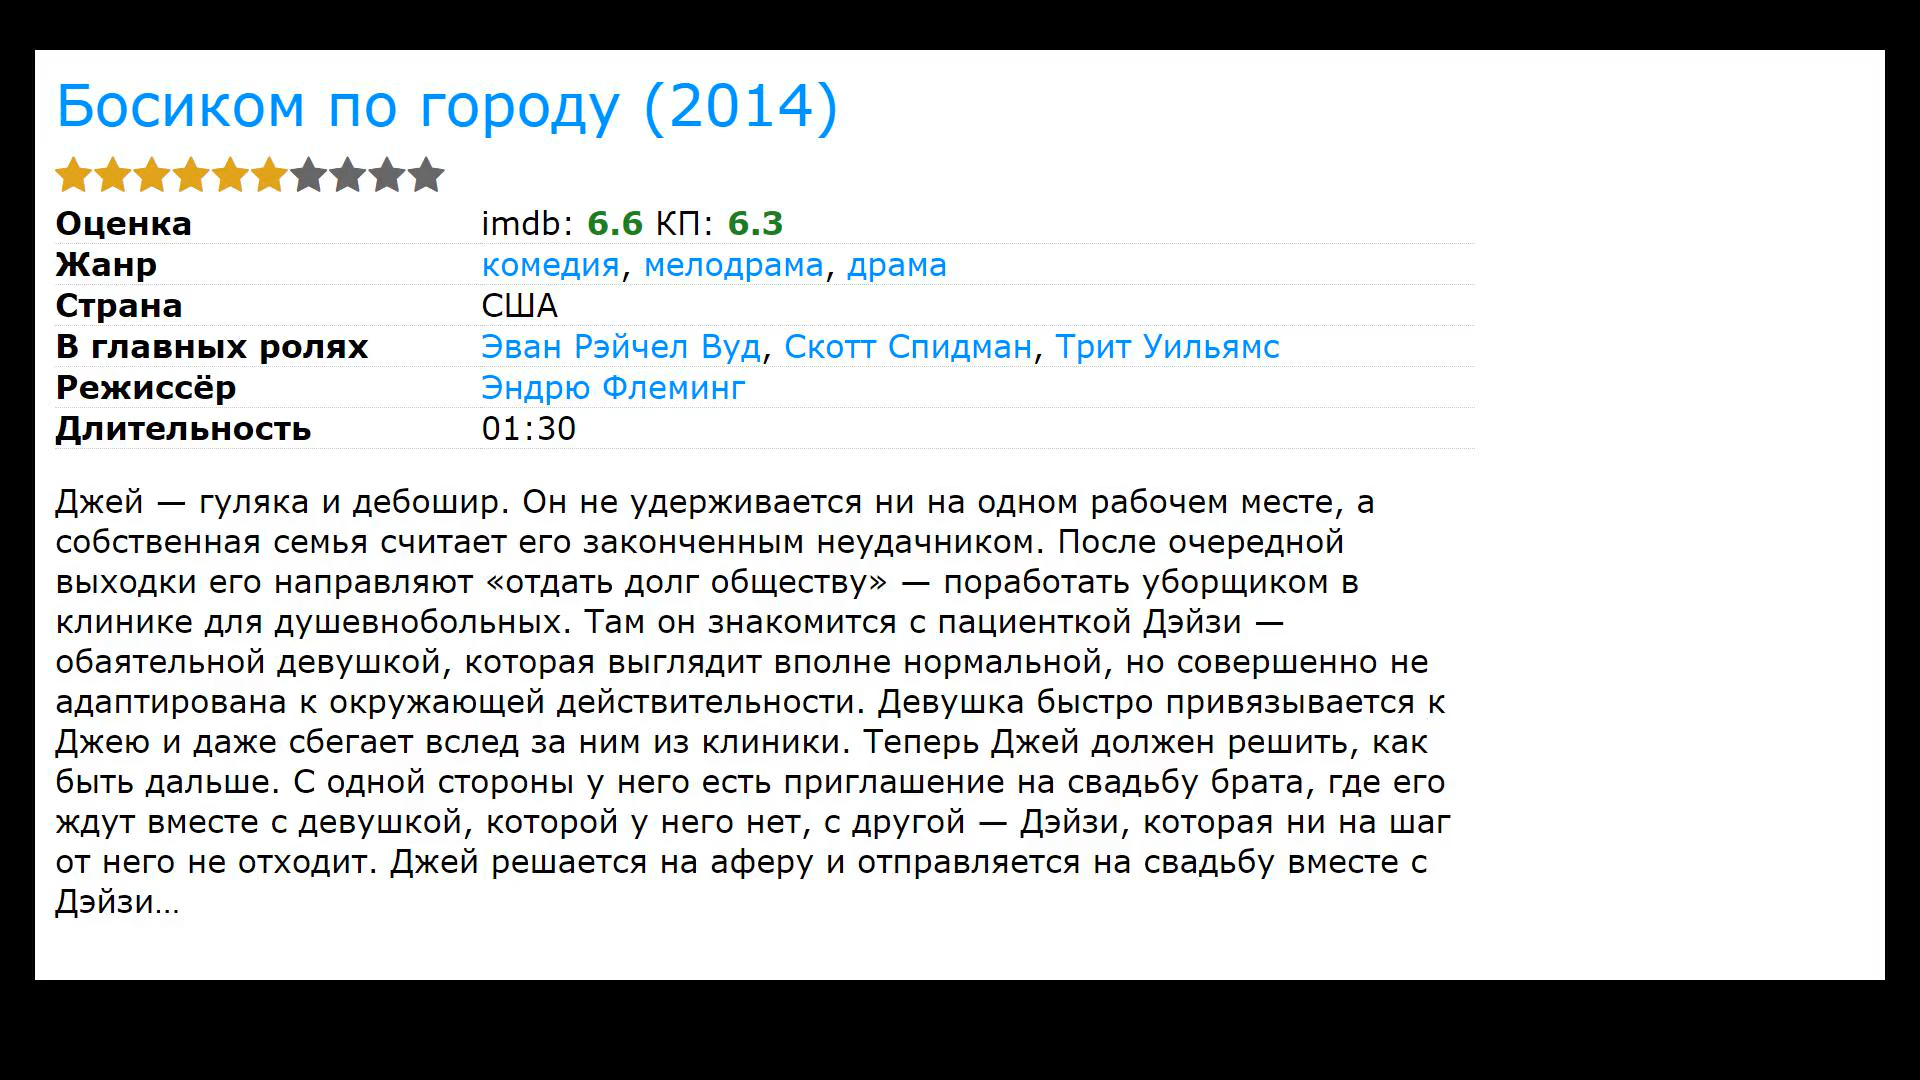 Босиком по городу (2014)
Оценка imdb: 6.6 КП: 6.3
Жанр комедия, мелодрама, драма
Страна США
В главных ролях Эван Рэйчел Вуд, Скотт Спидман, Трит Уильямс
Режиссёр Эндрю Флеминг
Длительность 01:30
Джей — гуляка и дебошир. Он не удерживается ни на одном рабочем месте, а
собственная семья считает его законченным неудачником. После очередной
выходки его направляют «отдать долг обществу» — поработать уборщиком в
клинике для душевнобольных. Там он знакомится с пациенткой Дэйзи —
обаятельной девушкой, которая выглядит вполне нормальной, но совершенно не
адаптирована к окружающей действительности. Девушка быстро привязывается к
Джею и даже сбегает вслед за ним из клиники. Теперь Джей должен решить, как
быть дальше. С одной стороны у него есть приглашение на свадьбу брата, где его
ждут вместе с девушкой, которой у него нет, с другой — Дэйзи, которая ни на шаг
от него не отходит. Джей решается на аферу и отправляется на свадьбу вместе с
Дэйзи...